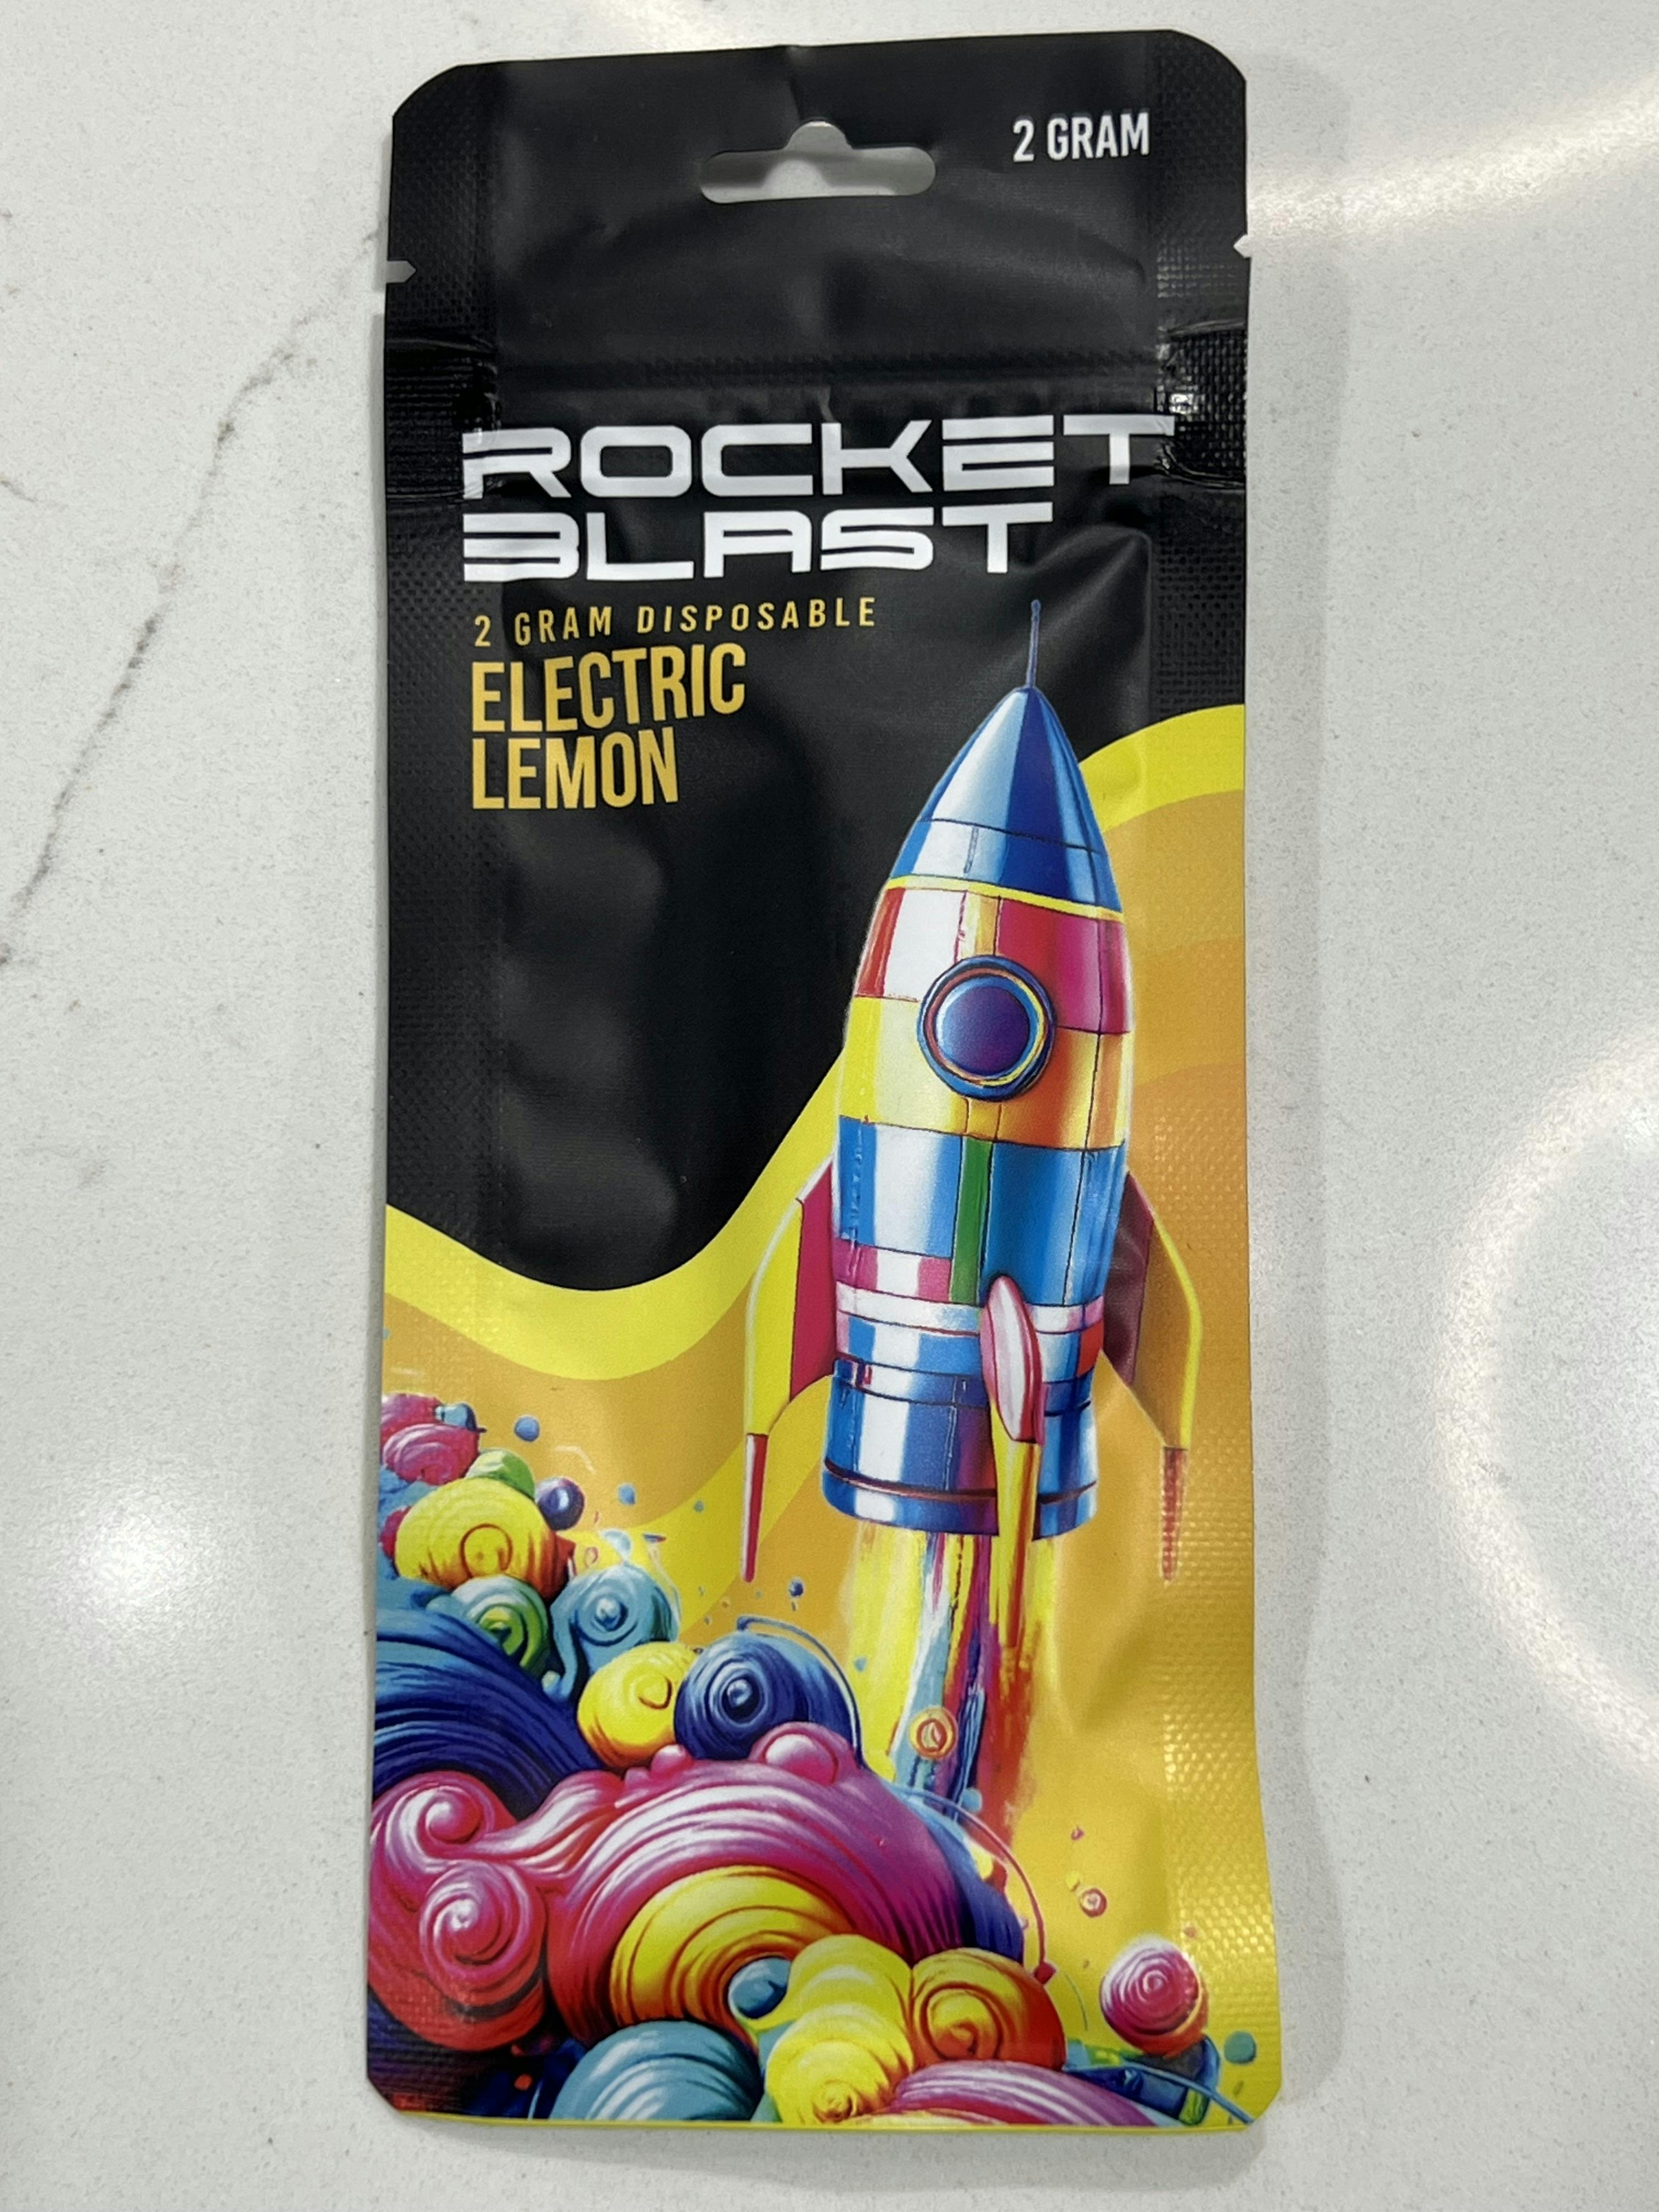 2 GRAM
ROCKET
BLAST
2 GRAM DISPOSABLE
ELECTRIC
LEMON